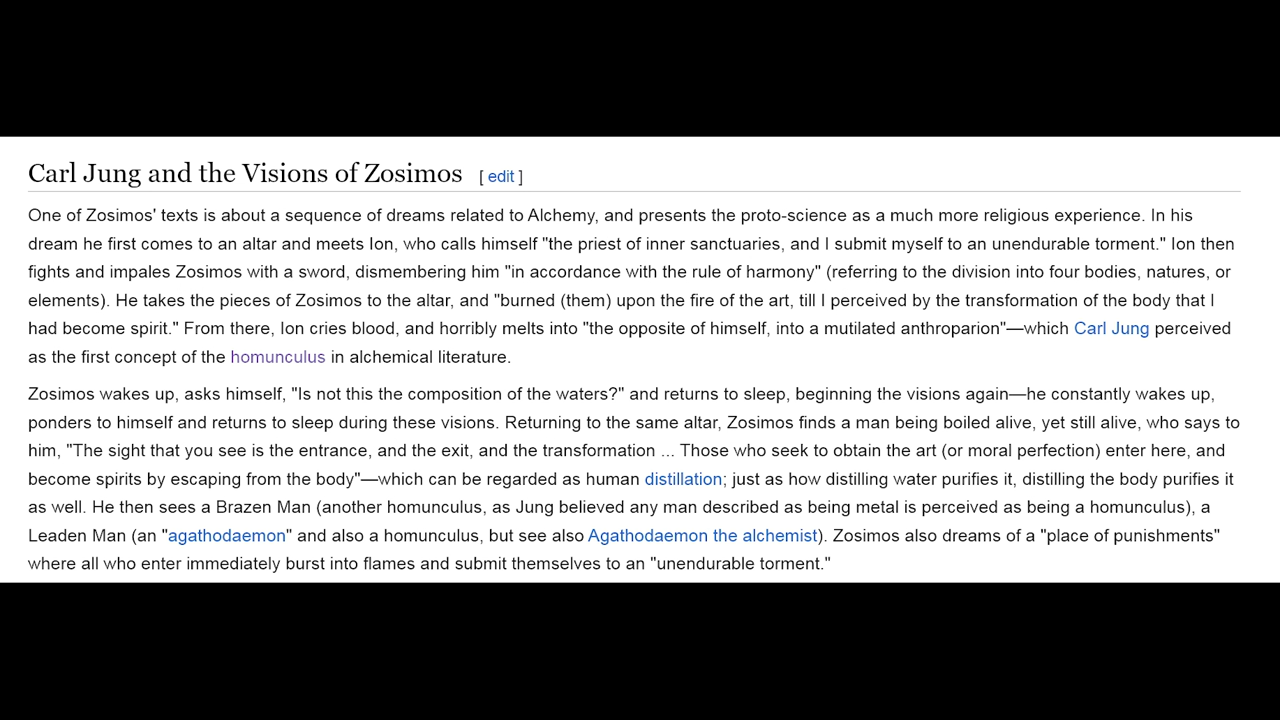 Carl Jung and the Visions of Zosimos [ edit ]
One of Zosimos' texts is about a sequence of dreams related to Alchemy, and presents the proto-science as a much more religious experience. In his
dream he first comes to an altar and meets Ion, who calls himself "the priest of inner sanctuaries, and I submit myself to an unendurable torment." Ion then
fights and impales Zosimos with a sword, dismembering him "in accordance with the rule of harmony" (referring to the division into four bodies, natures, or
elements). He takes the pieces of Zosimos to the altar, and "burned (them) upon the fire of the art, till I perceived by the transformation of the body that I
had become spirit." From there, Ion cries blood, and horribly melts into "the opposite of himself, into a mutilated anthroparion"—which Carl Jung perceived
as the first concept of the homunculus in alchemical literature.
Zosimos wakes up, asks himself, "Is not this the composition of the waters?" and returns to sleep, beginning the visions again—he constantly wakes up,
ponders to himself and returns to sleep during these visions. Returning to the same altar, Zosimos finds a man being boiled alive, yet still alive, who says to
him, "The sight that you see is the entrance, and the exit, and the transformation ... Those who seek to obtain the art (or moral perfection) enter here, and
become spirits by escaping from the body"—which can be regarded as human distillation; just as how distilling water purifies it, distilling the body purifies it
as well. He then sees a Brazen Man (another homunculus, as Jung believed any man described as being metal is perceived as being a homunculus), a
Leaden Man (an "agathodaemon" and also a homunculus, but see also Agathodaemon the alchemist). Zosimos also dreams of a "place of punishments"
where all who enter immediately burst into flames and submit themselves to an "unendurable torment."